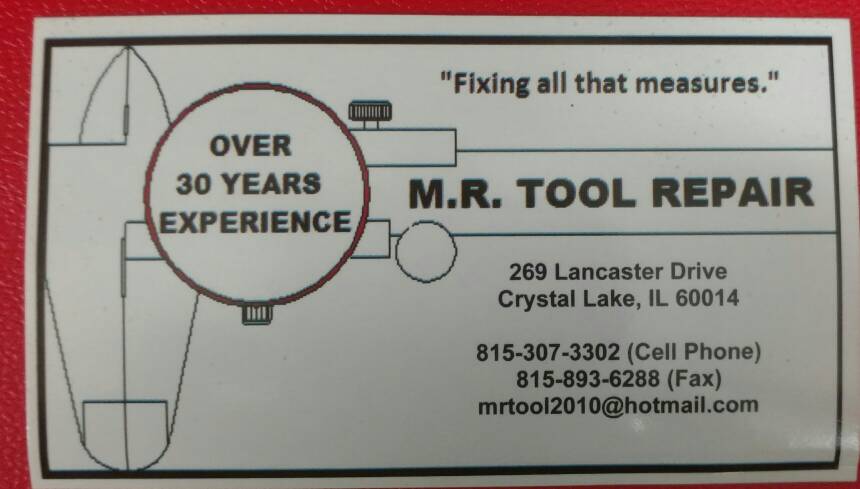 "Fixing all that measures."
OVER
30 YEARS
EXPERIENCE
M.R. TOOL REPAIR
269 Lancaster Drive
Crystal Lake, IL 60014
815-307-3302 (Cell Phone)
815-893-6288 (Fax)
mrtool2010@hotmail.com